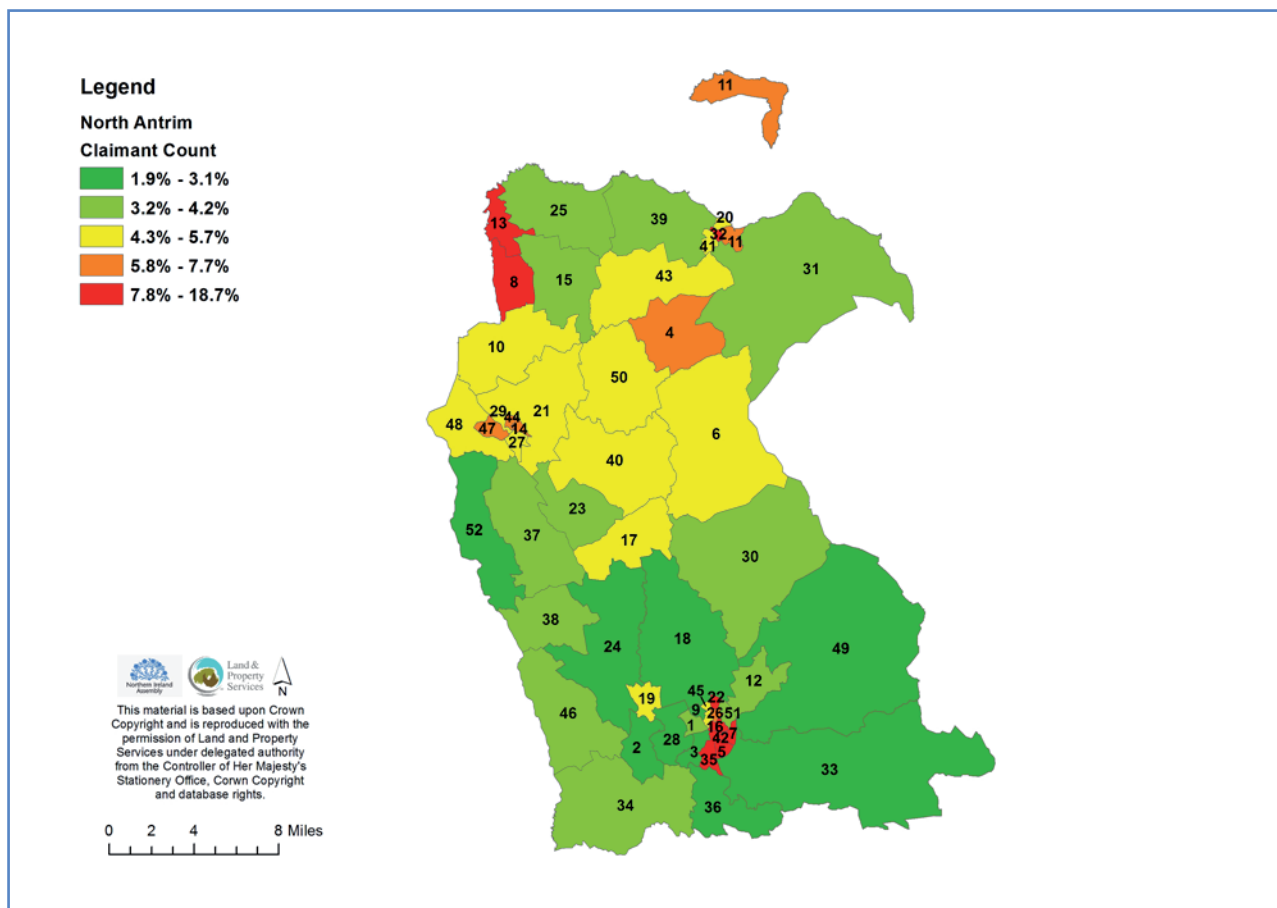 Legend
North Antrim
Claimant Count
1.9% - 3.1%
3.2% - 4.2%
4.3% - 5.7%
5.8% - 7.7%
7.8% - 18.7%
11
25
13
39
20
32
11
41
31
8
15
43
4
10
50
29
44
21
48
47
14
27
6
40
23
52
37
17
30
38
24
18
49
12
19
45
22
46
9
26
51
1
16
7
28
42
2
3
5
35
33
34
36
Northern Ireland
Assembly
Land &
Property
Services
N
This material is based upon Crown
Copyright and is reproduced with the
permission of Land and Property
Services under delegated authority
from the Controller of Her Majesty's
Stationery Office, Corwn Copyright
and database rights.
0 2 4 8 Miles